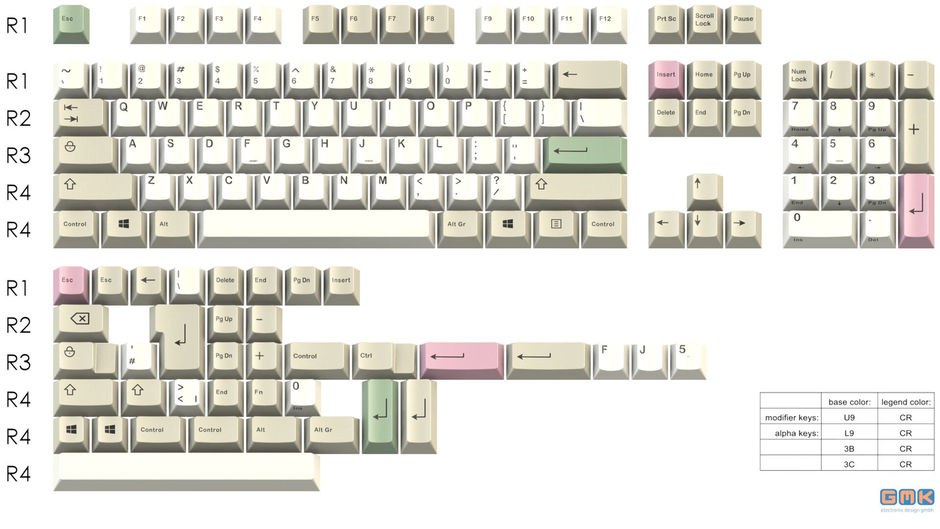 R1 Esc F1 F2 F3 F4 F5 F6 F7 F8 F9 F10 F11 F12 Prt Sc Scroll Lock Pause
R1 ~ ` ! 1 @ 2 # 3 $ 4 % 5 ^ 6 & 7 * 8 ( 9 ) 0 _ - + = ← Insert Home Pg Up Num Lock / * -
R2 Q W E R T Y U I O P { [ } ] | \ Delete End Pg Dn 7 Home 8 ↑ 9 Pg Up +
R3 A S D F _ G H J _ K L : ; " ' 4 ← 5 _ 6 →
R4 Z X C V B N M < , > . ? / ↑ 1 End 2 ↓ 3 Pg Dn
R4 Control Alt Alt Gr Control ← ↓ → 0 Ins . Del
R1 Esc Esc ← | \ Delete End Pg Dn Insert
R2 Pg Up -
R3 ' # Pg Dn + Control Ctrl F J 5
R4 > < | End Fn 0 Ins
R4 Control Control Alt Alt Gr
R4
base color: legend color:
modifier keys: U9 CR
alpha keys: L9 CR
3B CR
3C CR
GMK
electronic design gmbh